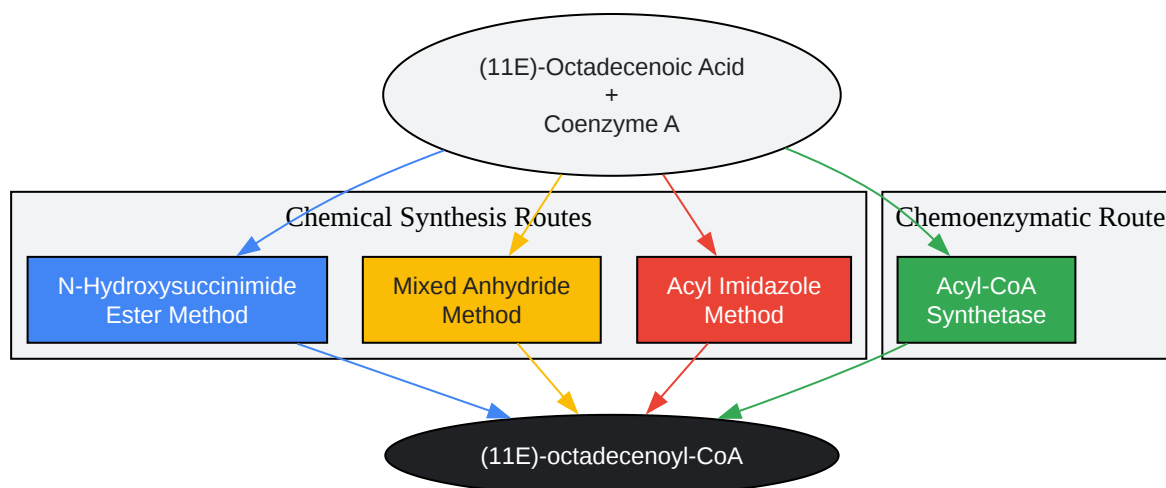 (11E)-Octadecenoic Acid
+
Coenzyme A
Chemical Synthesis Routes
Chemoenzymatic Route
N-Hydroxysuccinimide
Ester Method
Mixed Anhydride
Method
Acyl Imidazole
Method
Acyl-CoA
Synthetase
(11E)-octadecenoyl-CoA